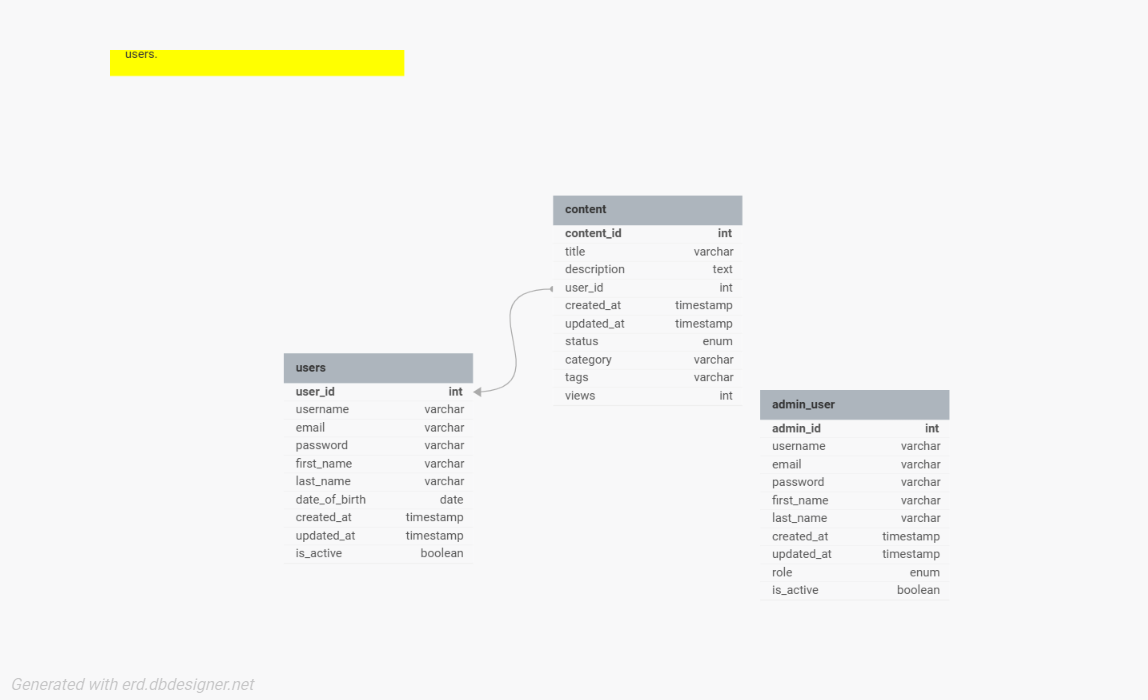 users.
content
content_id int
title varchar
description text
user_id int
created_at timestamp
updated_at timestamp
status enum
category varchar
tags varchar
views int
users
user_id int
username varchar
email varchar
password varchar
first_name varchar
last_name varchar
date_of_birth date
created_at timestamp
updated_at timestamp
is_active boolean
admin_user
admin_id int
username varchar
email varchar
password varchar
first_name varchar
last_name varchar
created_at timestamp
updated_at timestamp
role enum
is_active boolean
Generated with erd.dbdesigner.net